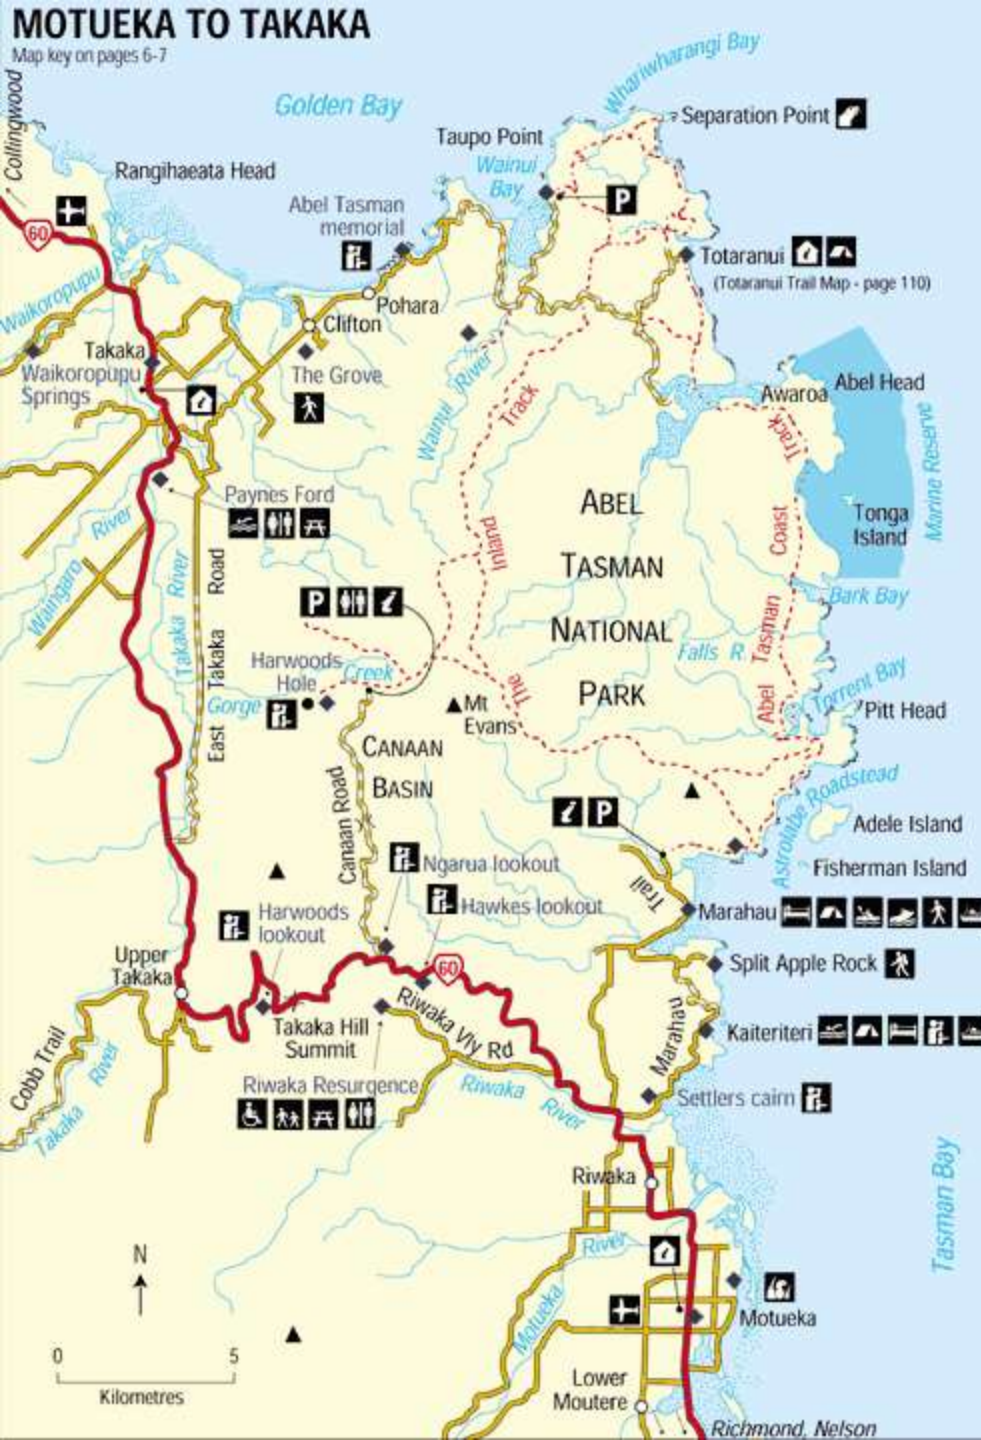 MOTUEKA TO TAKAKA
Map key on pages 6-7
Collingwood
Golden Bay
Whariwharangi Bay
Separation Point
Taupo Point
Wainui
Bay
P
Rangihaeata Head
Abel Tasman
memorial
60
Totaranui
(Totaranui Trail Map - page 110)
Waikoropupu
Pohara
Clifton
Takaka
Waikoropupu
Springs
The Grove
Wainui River
Track
Awaroa
Abel Head
Marine Reserve
Track
Paynes Ford
River
Waingaro
Takaka River
East Takaka Road
Inland
ABEL
TASMAN
NATIONAL
PARK
Coast
Tonga
Island
Bark Bay
P
Falls R.
Tasman
Abel
Torrent Bay
Pitt Head
Harwoods
Hole
Creek
Gorge
The
Mt
Evans
CANAAN
BASIN
Canaan Road
P
Astrolabe Roadstead
Adele Island
Fisherman Island
Ngarua lookout
Trail
Hawkes lookout
Marahau
Harwoods
lookout
Upper
Takaka
60
Split Apple Rock
Riwaka Vly Rd
Takaka Hill
Summit
Marahau
Kaiteriteri
Cobb Trail
River
Takaka
Riwaka Resurgence
Riwaka River
Settlers cairn
Tasman Bay
Riwaka
N
River
Motueka
Motueka
0 5
Kilometres
Lower
Moutere
Richmond, Nelson